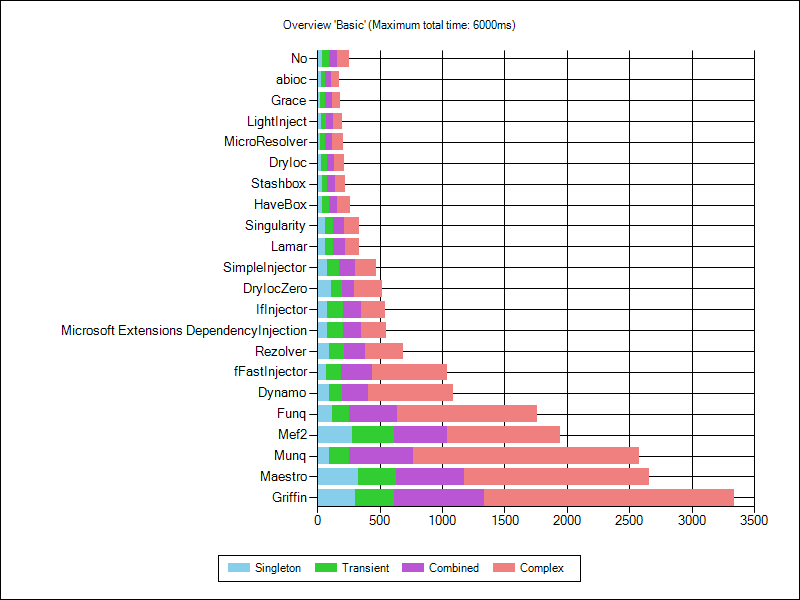 Overview 'Basic' (Maximum total time: 6000ms)
No
abioc
Grace
LightInject
MicroResolver
DryIoc
Stashbox
HaveBox
Singularity
Lamar
SimpleInjector
DryIocZero
IfInjector
Microsoft Extensions DependencyInjection
Rezolver
fFastInjector
Dynamo
Funq
Mef2
Munq
Maestro
Griffin
0 500 1000 1500 2000 2500 3000 3500
Singleton Transient Combined Complex